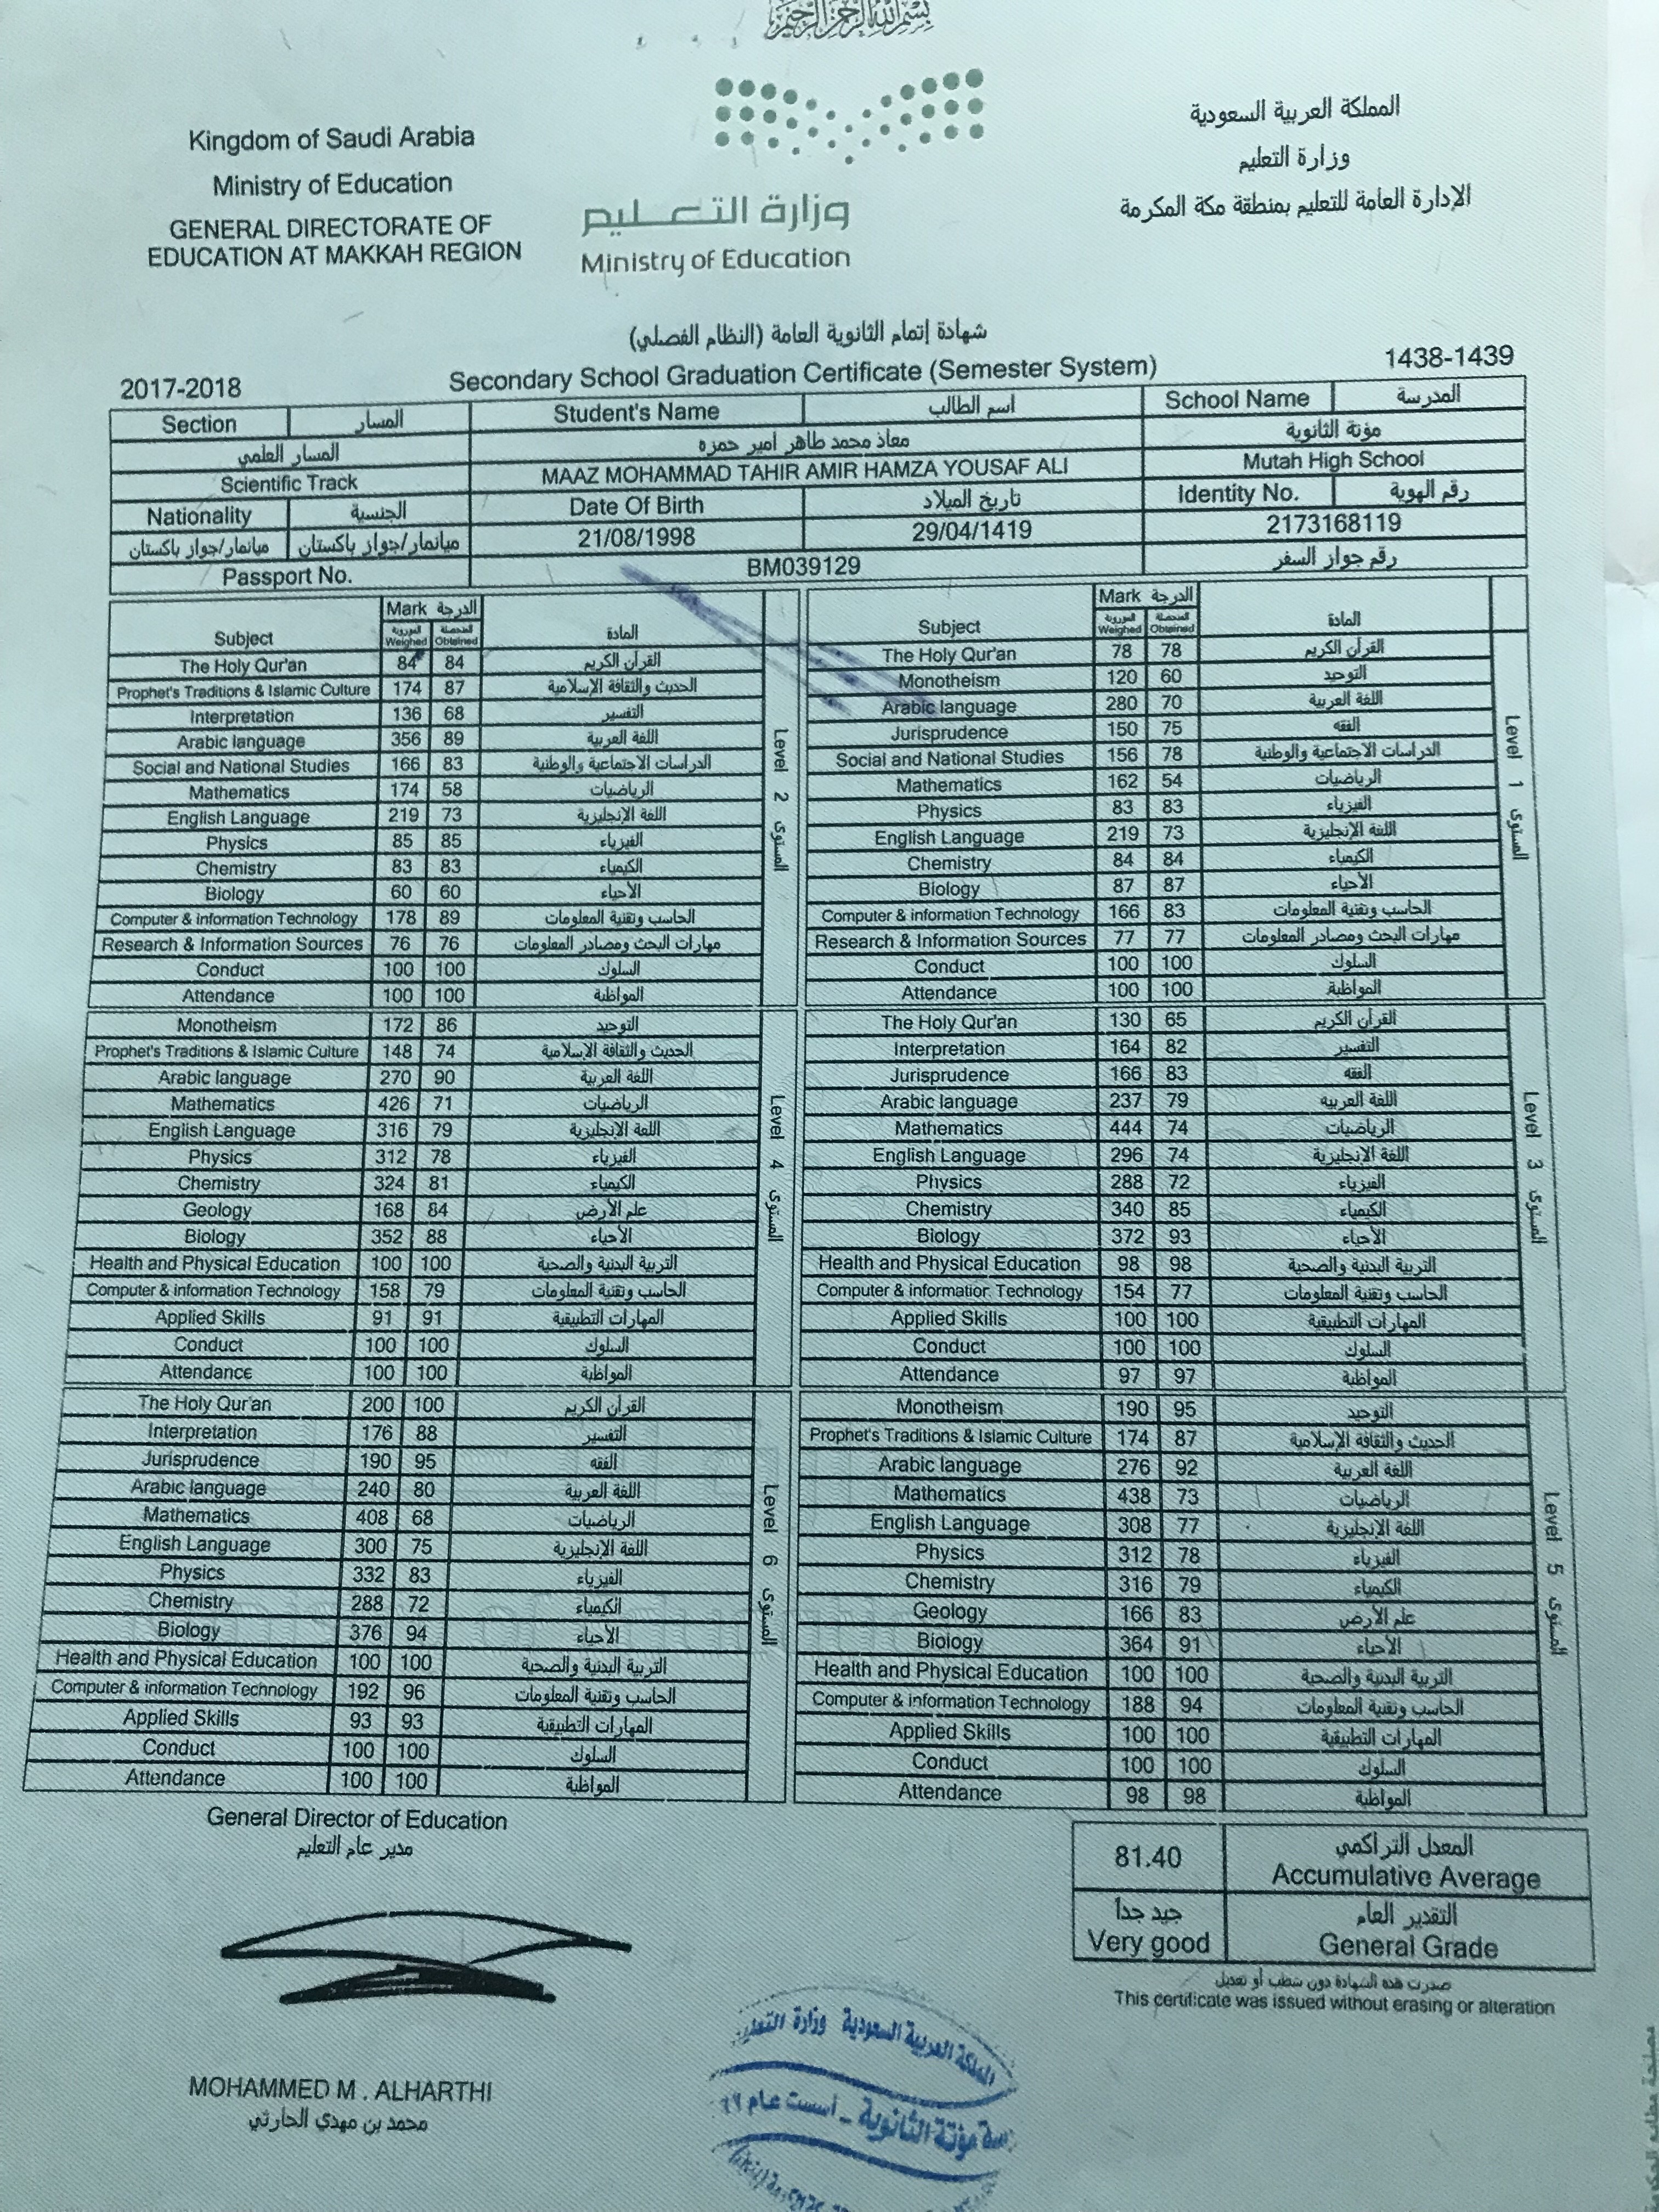 بسم الله الرحمن الرحيم
Kingdom of Saudi Arabia
Ministry of Education
GENERAL DIRECTORATE OF
EDUCATION AT MAKKAH REGION
وزارة التعليم
Ministry of Education
المملكة العربية السعودية
وزارة التعليم
الإدارة العامة للتعليم بمنطقة مكة المكرمة
شهادة إتمام الثانوية العامة (النظام الفصلي)
2017-2018 Secondary School Graduation Certificate (Semester System) 1438-1439
Section المسار Student's Name اسم الطالب School Name المدرسة
المسار العلمي معاذ محمد طاهر امير حمزه مؤتة الثانوية
Scientific Track MAAZ MOHAMMAD TAHIR AMIR HAMZA YOUSAF ALI Mutah High School
Nationality الجنسية Date Of Birth تاريخ الميلاد Identity No. رقم الهوية
ميانمار/جواز باكستان ميانمار/جواز باكستان 21/08/1998 29/04/1419 2173168119
Passport No. BM039129 رقم جواز السفر
Mark الدرجة
Subject الموزونة Weighed المتحصلة Obtained المادة
Level 1 المستوى
The Holy Qur'an 78 78 القرآن الكريم
Monotheism 120 60 التوحيد
Arabic language 280 70 اللغة العربية
Jurisprudence 150 75 الفقه
Social and National Studies 156 78 الدراسات الاجتماعية والوطنية
Mathematics 162 54 الرياضيات
Physics 83 83 الفيزياء
English Language 219 73 اللغة الإنجليزية
Chemistry 84 84 الكيمياء
Biology 87 87 الأحياء
Computer & information Technology 166 83 الحاسب وتقنية المعلومات
Research & Information Sources 77 77 مهارات البحث ومصادر المعلومات
Conduct 100 100 السلوك
Attendance 100 100 المواظبة
Mark الدرجة
Subject الموزونة Weighed المتحصلة Obtained المادة
Level 2 المستوى
The Holy Qur'an 84 84 القرآن الكريم
Prophet's Traditions & Islamic Culture 174 87 الحديث والثقافة الإسلامية
Interpretation 136 68 التفسير
Arabic language 356 89 اللغة العربية
Social and National Studies 166 83 الدراسات الاجتماعية والوطنية
Mathematics 174 58 الرياضيات
English Language 219 73 اللغة الإنجليزية
Physics 85 85 الفيزياء
Chemistry 83 83 الكيمياء
Biology 60 60 الأحياء
Computer & information Technology 178 89 الحاسب وتقنية المعلومات
Research & Information Sources 76 76 مهارات البحث ومصادر المعلومات
Conduct 100 100 السلوك
Attendance 100 100 المواظبة
Level 3 المستوى
The Holy Qur'an 130 65 القرآن الكريم
Interpretation 164 82 التفسير
Jurisprudence 166 83 الفقه
Arabic language 237 79 اللغة العربيه
Mathematics 444 74 الرياضيات
English Language 296 74 اللغة الإنجليزية
Physics 288 72 الفيزياء
Chemistry 340 85 الكيمياء
Biology 372 93 الأحياء
Health and Physical Education 98 98 التربية البدنية والصحية
Computer & information Technology 154 77 الحاسب وتقنية المعلومات
Applied Skills 100 100 المهارات التطبيقية
Conduct 100 100 السلوك
Attendance 97 97 المواظبة
Level 4 المستوى
Monotheism 172 86 التوحيد
Prophet's Traditions & Islamic Culture 148 74 الحديث والثقافة الإسلامية
Arabic language 270 90 اللغة العربية
Mathematics 426 71 الرياضيات
English Language 316 79 اللغة الإنجليزية
Physics 312 78 الفيزياء
Chemistry 324 81 الكيمياء
Geology 168 84 علم الأرض
Biology 352 88 الأحياء
Health and Physical Education 100 100 التربية البدنية والصحية
Computer & information Technology 158 79 الحاسب وتقنية المعلومات
Applied Skills 91 91 المهارات التطبيقية
Conduct 100 100 السلوك
Attendance 100 100 المواظبة
Level 5 المستوى
Monotheism 190 95 التوحيد
Prophet's Traditions & Islamic Culture 174 87 الحديث والثقافة الإسلامية
Arabic language 276 92 اللغة العربية
Mathematics 438 73 الرياضيات
English Language 308 77 اللغة الإنجليزية
Physics 312 78 الفيزياء
Chemistry 316 79 الكيمياء
Geology 166 83 علم الأرض
Biology 364 91 الأحياء
Health and Physical Education 100 100 التربية البدنية والصحية
Computer & information Technology 188 94 الحاسب وتقنية المعلومات
Applied Skills 100 100 المهارات التطبيقية
Conduct 100 100 السلوك
Attendance 98 98 المواظبة
Level 6 المستوى
The Holy Qur'an 200 100 القرآن الكريم
Interpretation 176 88 التفسير
Jurisprudence 190 95 الفقه
Arabic language 240 80 اللغة العربية
Mathematics 408 68 الرياضيات
English Language 300 75 اللغة الإنجليزية
Physics 332 83 الفيزياء
Chemistry 288 72 الكيمياء
Biology 376 94 الأحياء
Health and Physical Education 100 100 التربية البدنية والصحية
Computer & information Technology 192 96 الحاسب وتقنية المعلومات
Applied Skills 93 93 المهارات التطبيقية
Conduct 100 100 السلوك
Attendance 100 100 المواظبة
General Director of Education
مدير عام التعليم
81.40 المعدل التراكمي
Accumulative Average
جيد جدا التقدير العام
Very good General Grade
صدرت هذه الشهادة دون شطب أو تعديل
This certificate was issued without erasing or alteration
MOHAMMED M . ALHARTHI
محمد بن مهدي الحارثي
المملكة العربية السعودية وزارة التعليم
مؤتة الثانوية - أسست عام